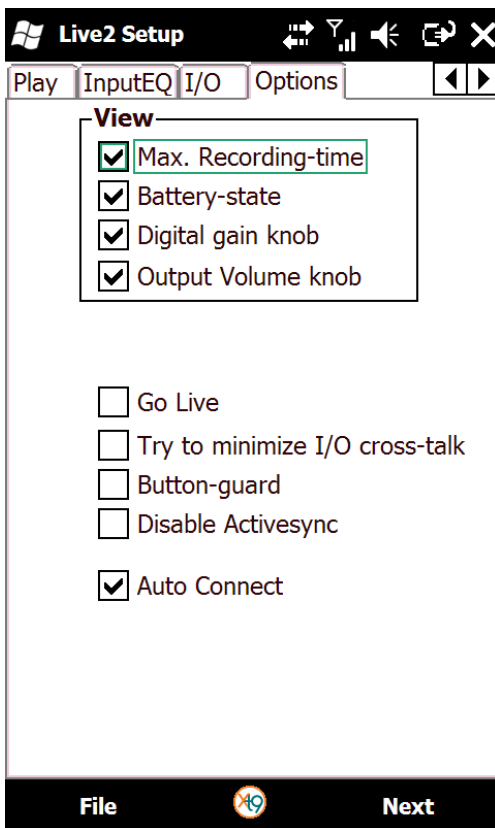 Live2 Setup
Play InputEQ I/O Options
View
Max. Recording-time
Battery-state
Digital gain knob
Output Volume knob
Go Live
Try to minimize I/O cross-talk
Button-guard
Disable Activesync
Auto Connect
File XT9 Next